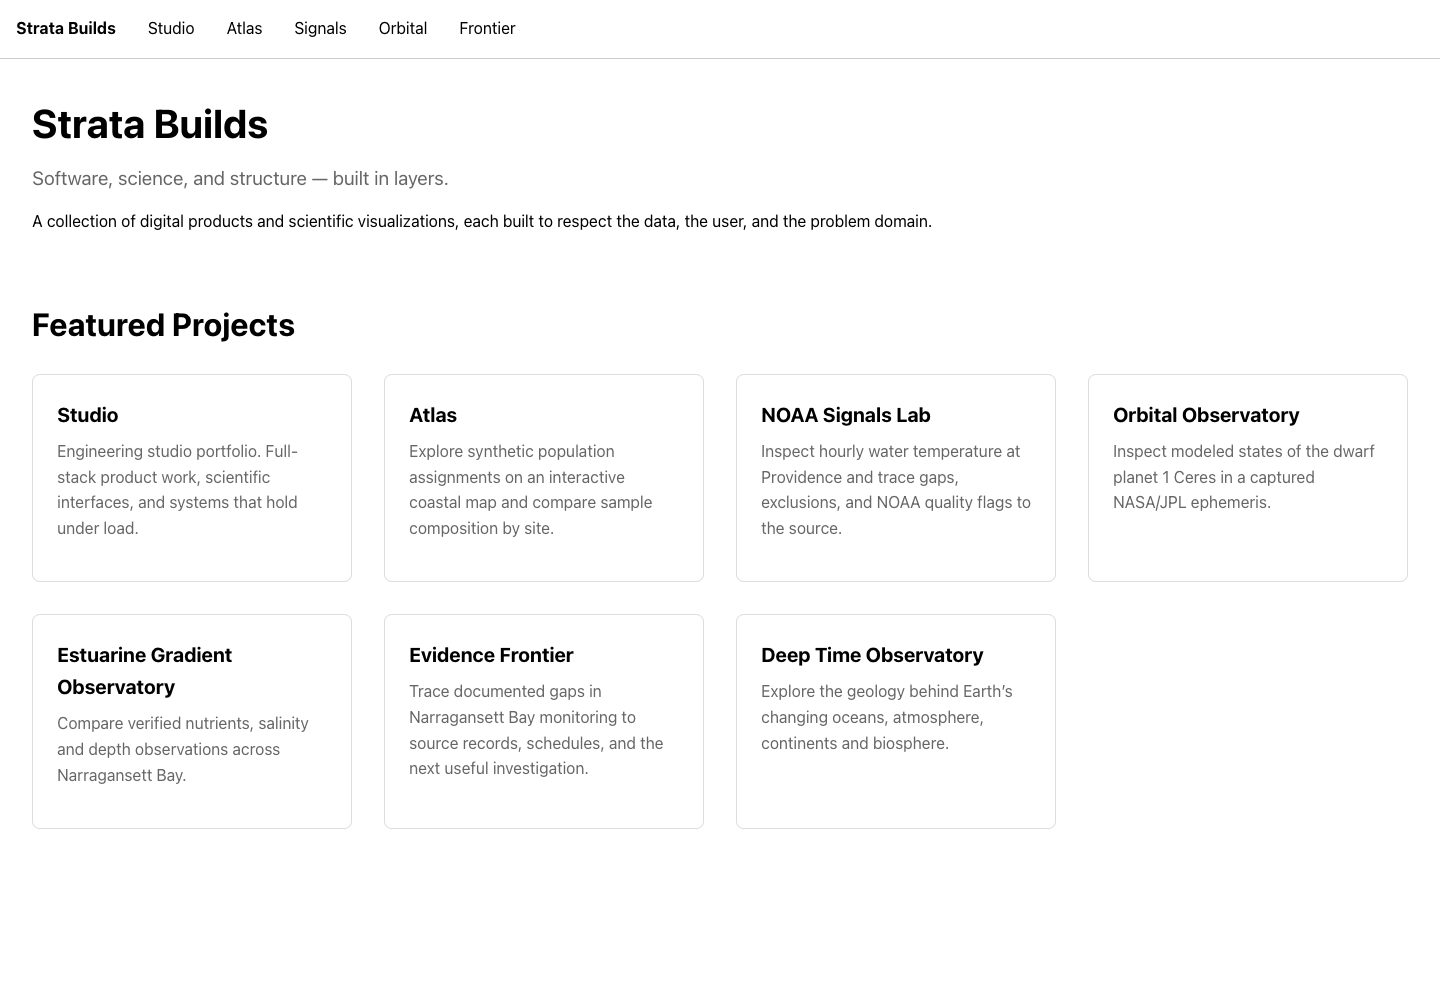 Strata Builds Studio Atlas Signals Orbital Frontier
Strata Builds
Software, science, and structure — built in layers.
A collection of digital products and scientific visualizations, each built to respect the data, the user, and the problem domain.
Featured Projects
Studio
Engineering studio portfolio. Full-
stack product work, scientific
interfaces, and systems that hold
under load.
Atlas
Explore synthetic population
assignments on an interactive
coastal map and compare sample
composition by site.
NOAA Signals Lab
Inspect hourly water temperature at
Providence and trace gaps,
exclusions, and NOAA quality flags to
the source.
Orbital Observatory
Inspect modeled states of the dwarf
planet 1 Ceres in a captured
NASA/JPL ephemeris.
Estuarine Gradient
Observatory
Compare verified nutrients, salinity
and depth observations across
Narragansett Bay.
Evidence Frontier
Trace documented gaps in
Narragansett Bay monitoring to
source records, schedules, and the
next useful investigation.
Deep Time Observatory
Explore the geology behind Earth’s
changing oceans, atmosphere,
continents and biosphere.